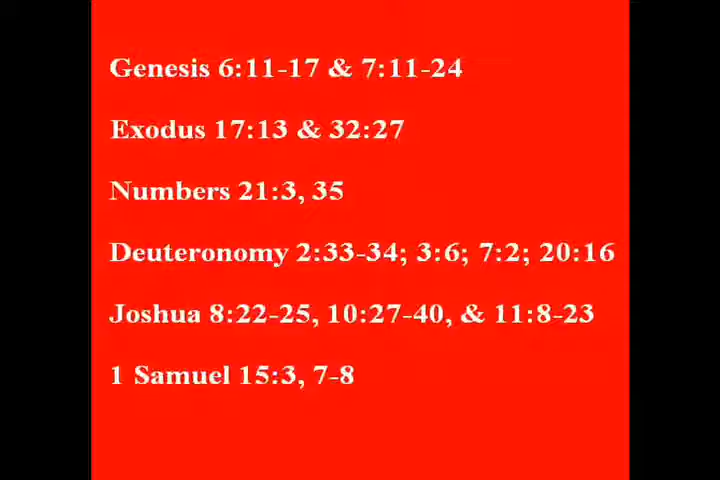 Genesis 6:11-17 & 7:11-24
Exodus 17:13 & 32:27
Numbers 21:3, 35
Deuteronomy 2:33-34; 3:6; 7:2; 20:16
Joshua 8:22-25, 10:27-40, & 11:8-23
1 Samuel 15:3, 7-8